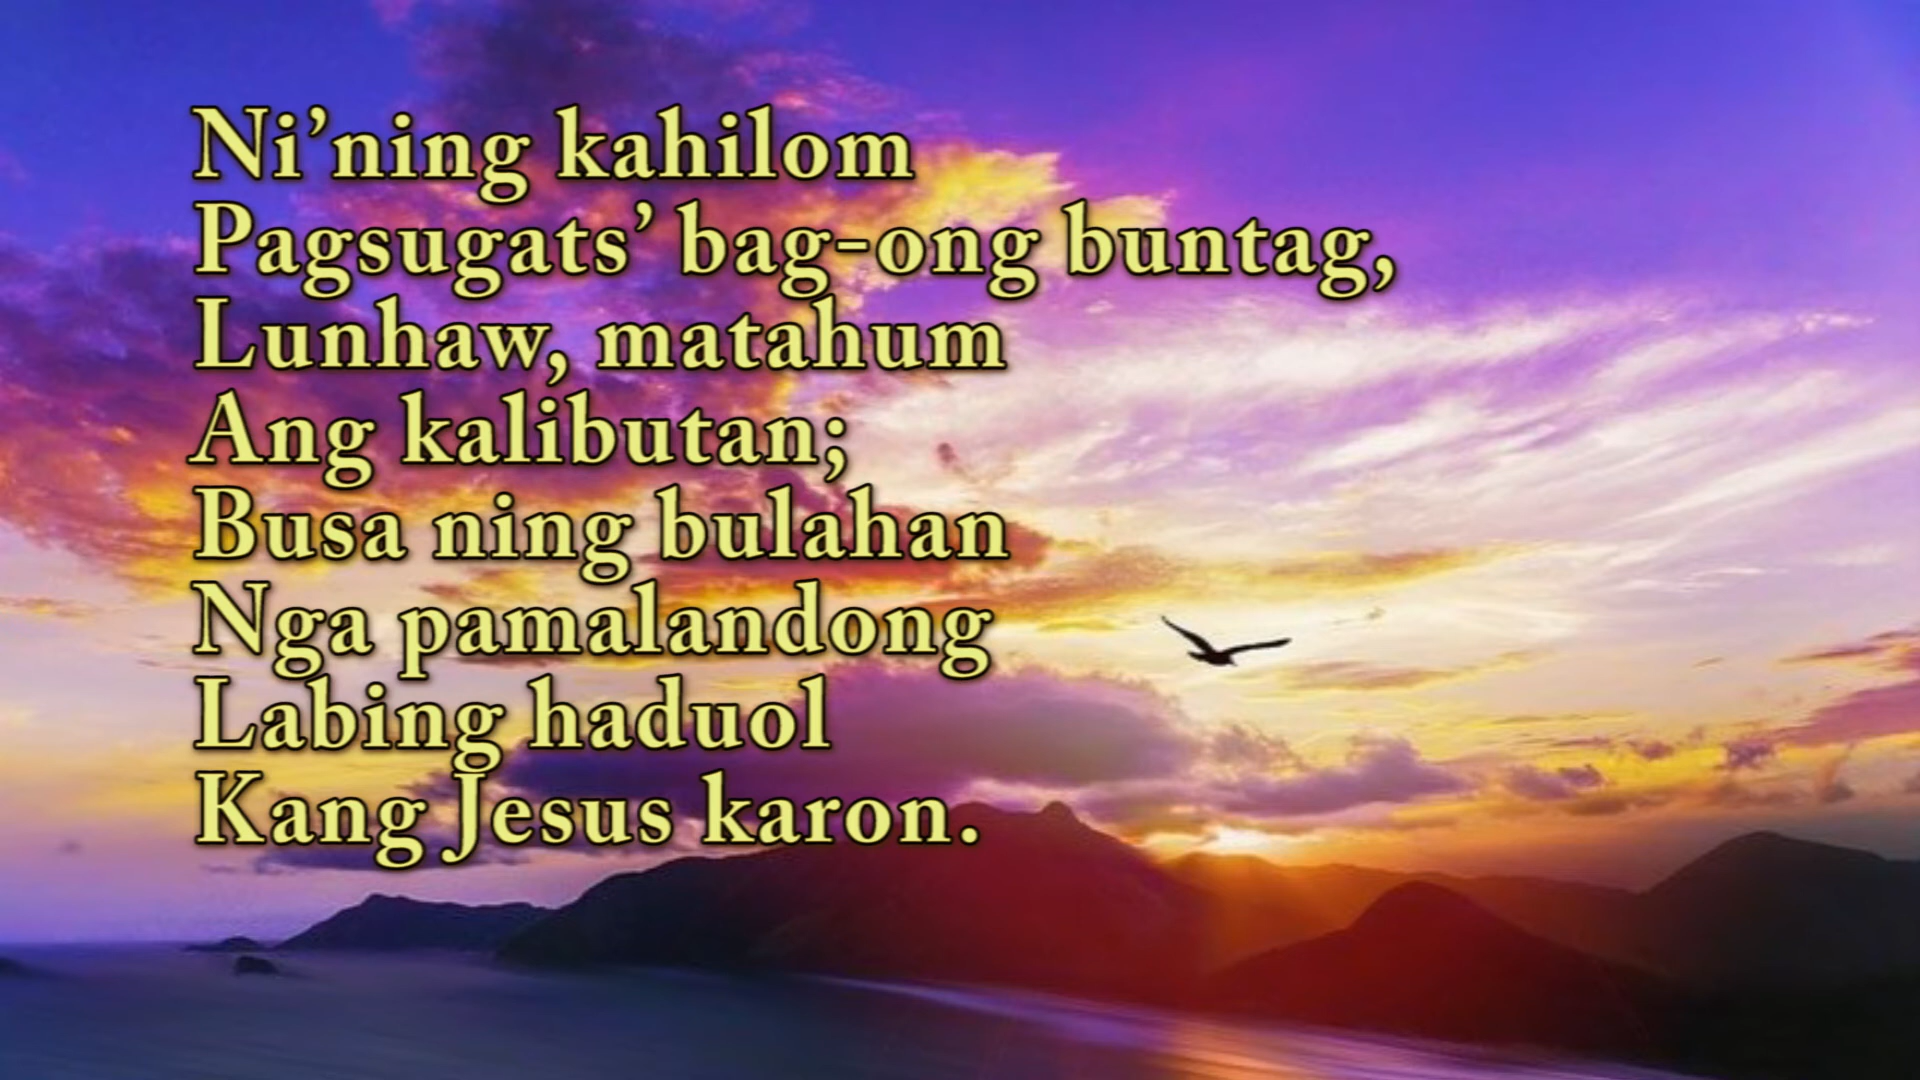 Ni’ning kahilom
Pagsugats’ bag-ong buntag,
Lunhaw, matahum
Ang kalibutan;
Busa ning bulahan
Nga pamalandong
Labing haduol
Kang Jesus karon.